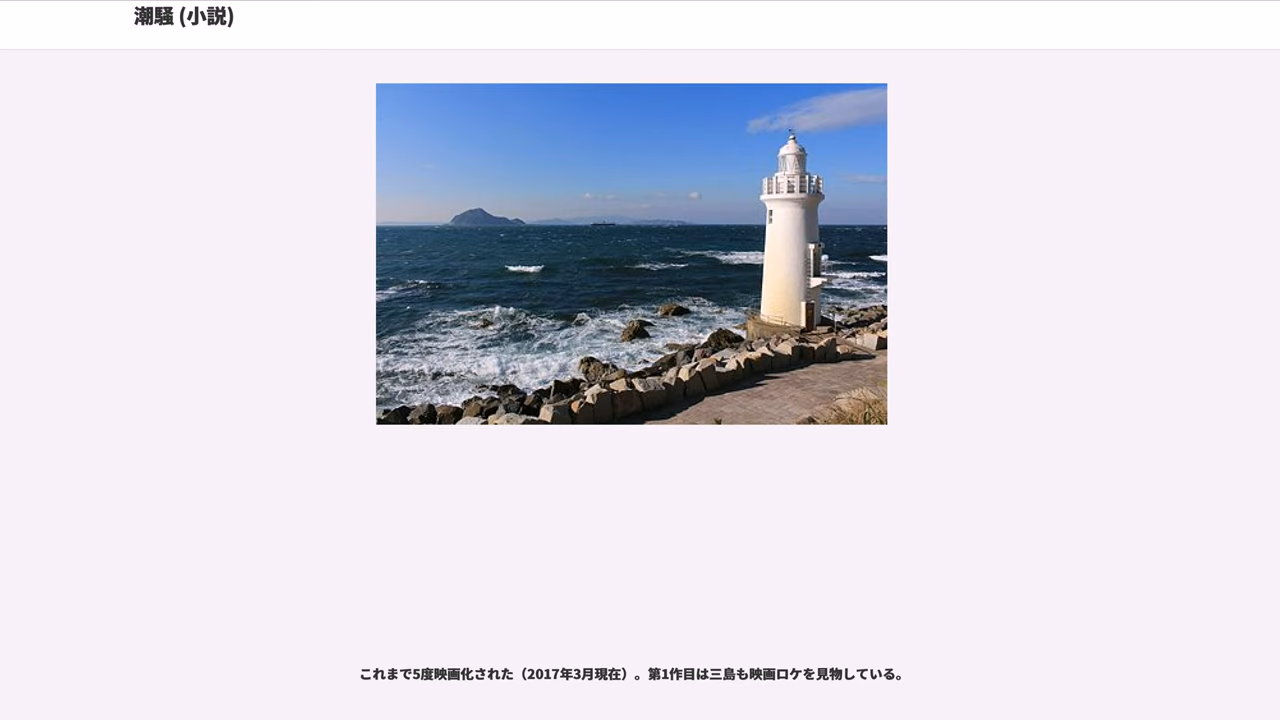 潮騒 (小説)
これまで5度映画化された（2017年3月現在）。第1作目は三島も映画ロケを見物している。